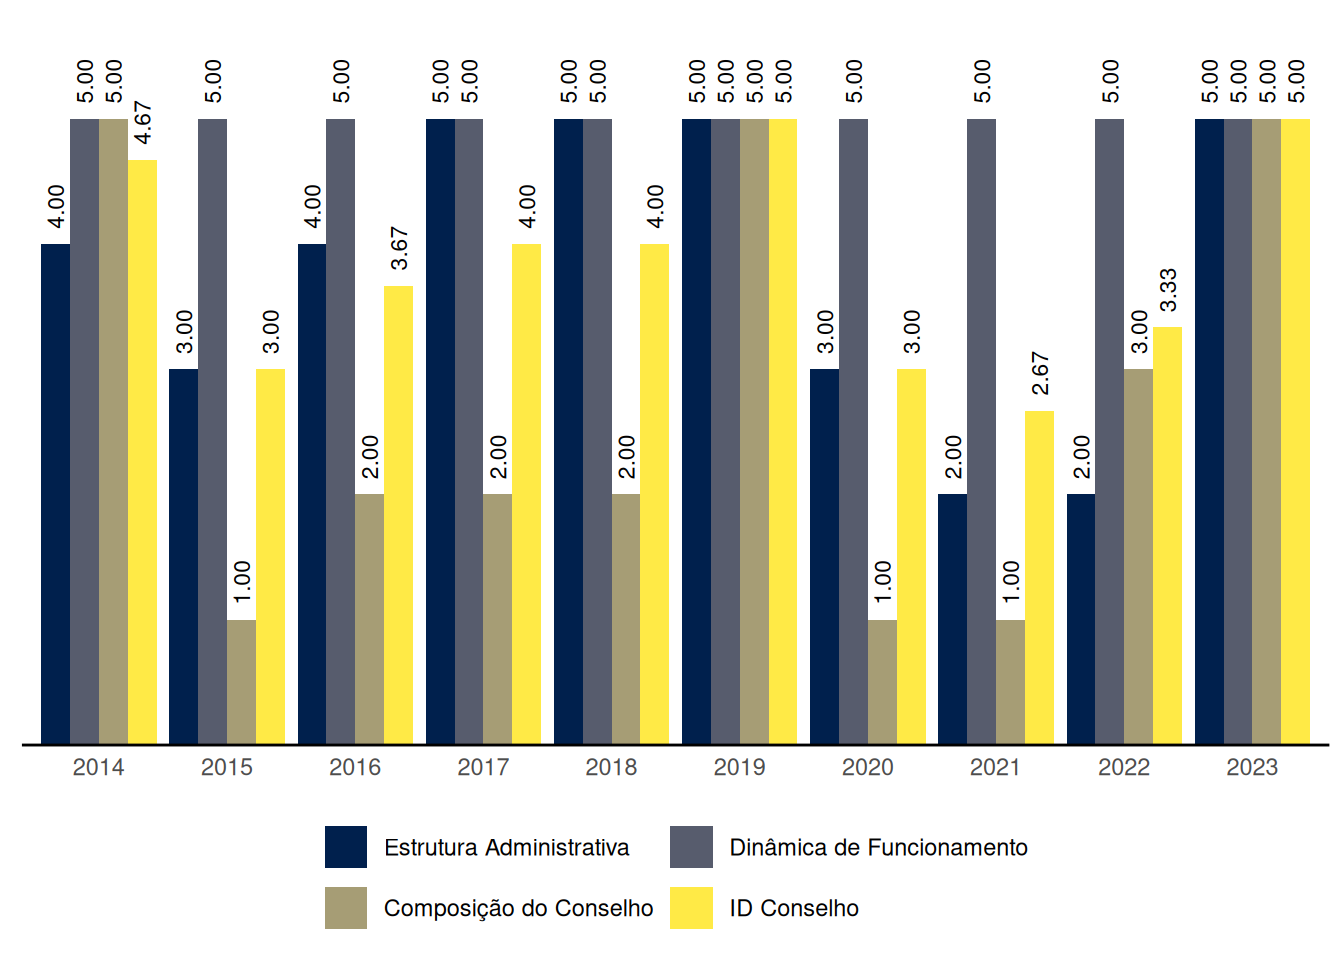 4.00 5.00 5.00 4.67
3.00 5.00 1.00 3.00
4.00 5.00 2.00 3.67
5.00 5.00 2.00 4.00
5.00 5.00 2.00 4.00
5.00 5.00 5.00 5.00
3.00 5.00 1.00 3.00
2.00 5.00 1.00 2.67
2.00 5.00 3.00 3.33
5.00 5.00 5.00 5.00
2014 2015 2016 2017 2018 2019 2020 2021 2022 2023
Estrutura Administrativa Dinâmica de Funcionamento
Composição do Conselho ID Conselho